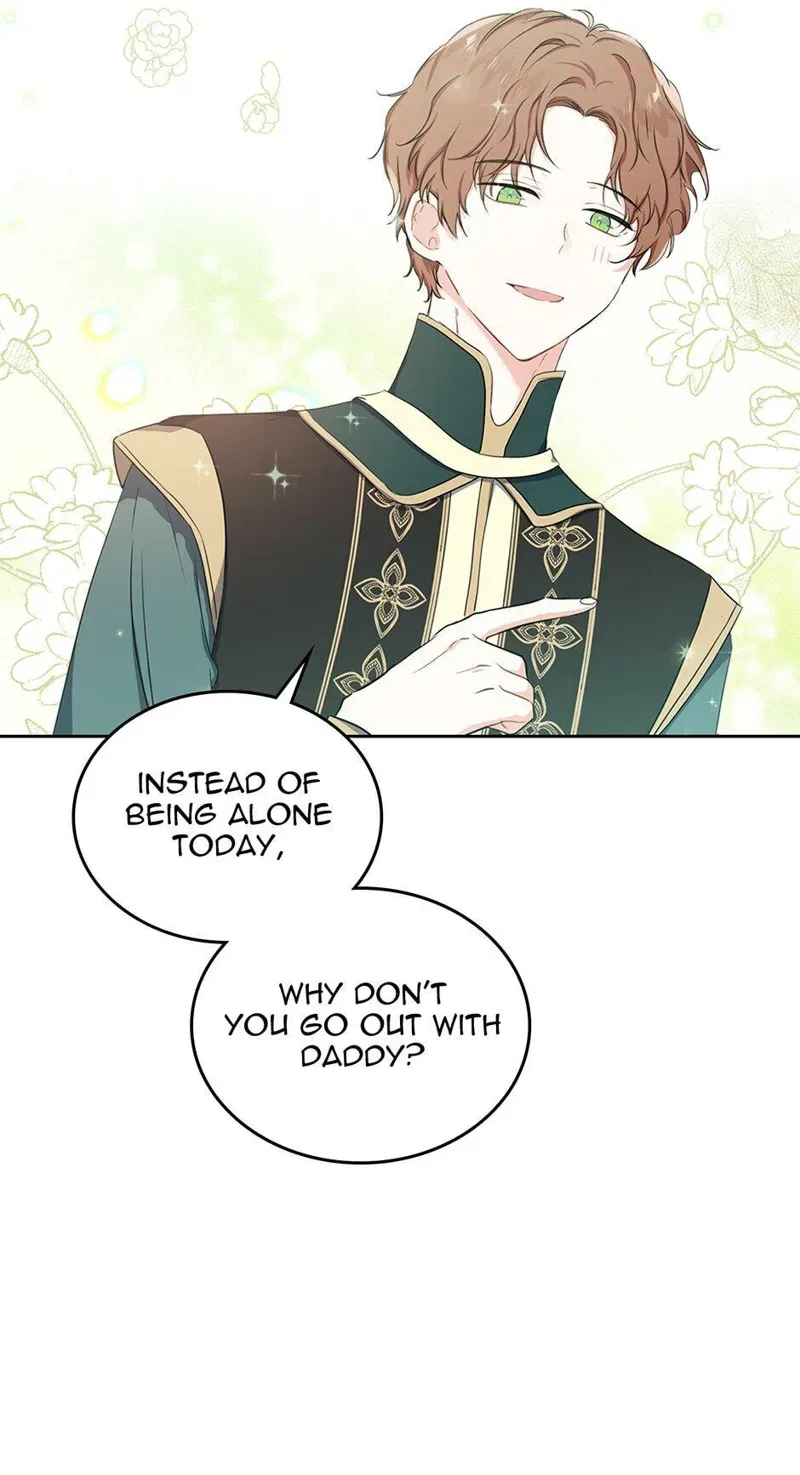 INSTEAD OF
BEING ALONE
TODAY,
WHY DON'T
YOU GO OUT WITH
DADDY?